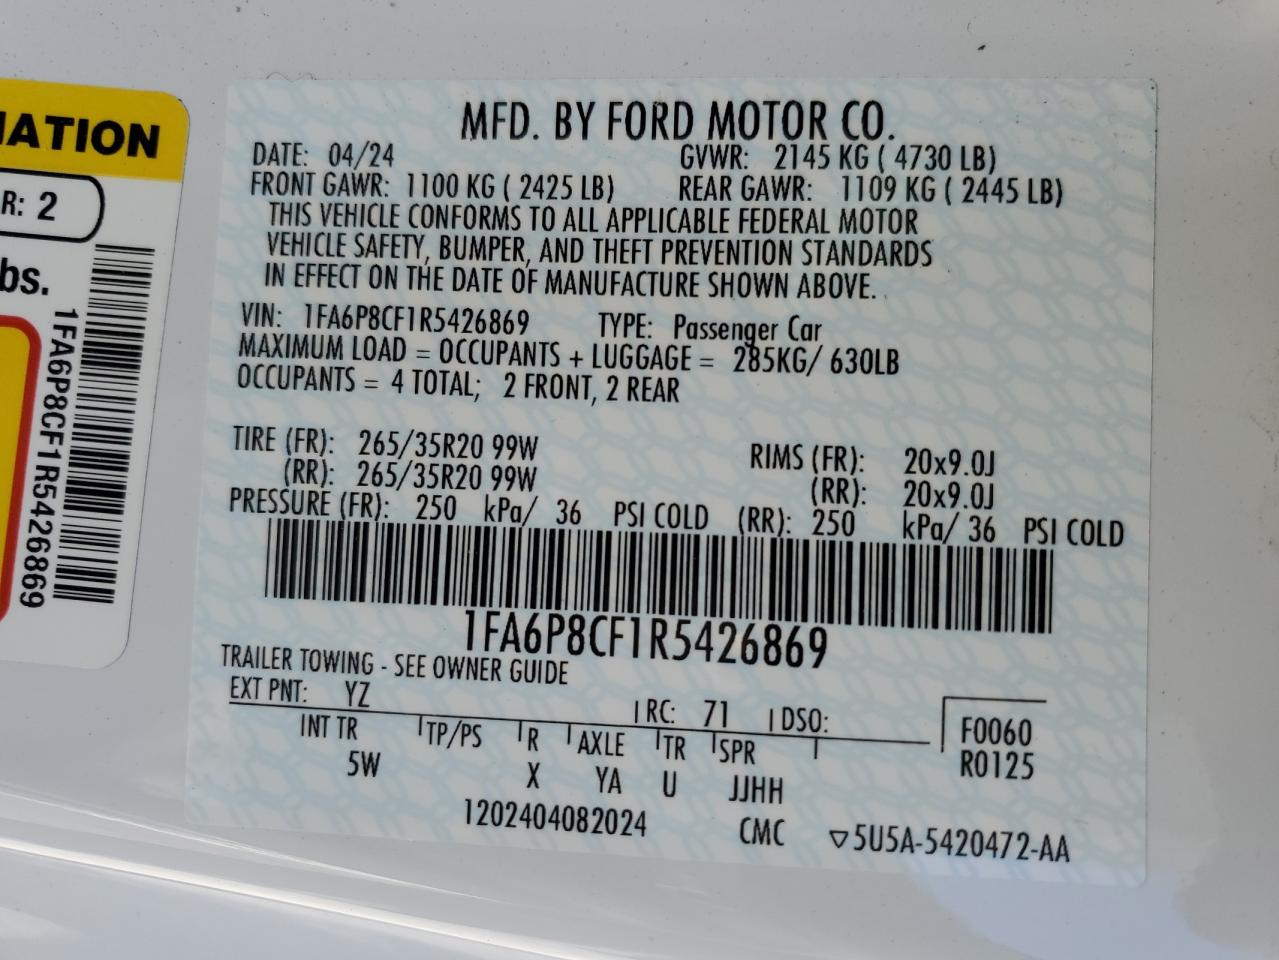 MFD. BY FORD MOTOR CO.
DATE: 04/24 GVWR: 2145 KG ( 4730 LB)
FRONT GAWR: 1100 KG ( 2425 LB) REAR GAWR: 1109 KG ( 2445 LB)
THIS VEHICLE CONFORMS TO ALL APPLICABLE FEDERAL MOTOR
VEHICLE SAFETY, BUMPER, AND THEFT PREVENTION STANDARDS
IN EFFECT ON THE DATE OF MANUFACTURE SHOWN ABOVE.
VIN: 1FA6P8CF1R5426869 TYPE: Passenger Car
MAXIMUM LOAD = OCCUPANTS + LUGGAGE = 285KG/ 630LB
OCCUPANTS = 4 TOTAL; 2 FRONT, 2 REAR
TIRE (FR): 265/35R20 99W RIMS (FR): 20x9.0J
(RR): 265/35R20 99W (RR): 20x9.0J
PRESSURE (FR): 250 kPa/ 36 PSI COLD (RR): 250 kPa/ 36 PSI COLD
1FA6P8CF1R5426869
TRAILER TOWING - SEE OWNER GUIDE
EXT PNT: YZ RC: 71 DSO:
INT TR TP/PS R AXLE TR SPR F0060
5W X YA U JJHH R0125
1202404082024 CMC ▽5U5A-5420472-AA
IATION
R: 2
bs.
1FA6P8CF1R5426869